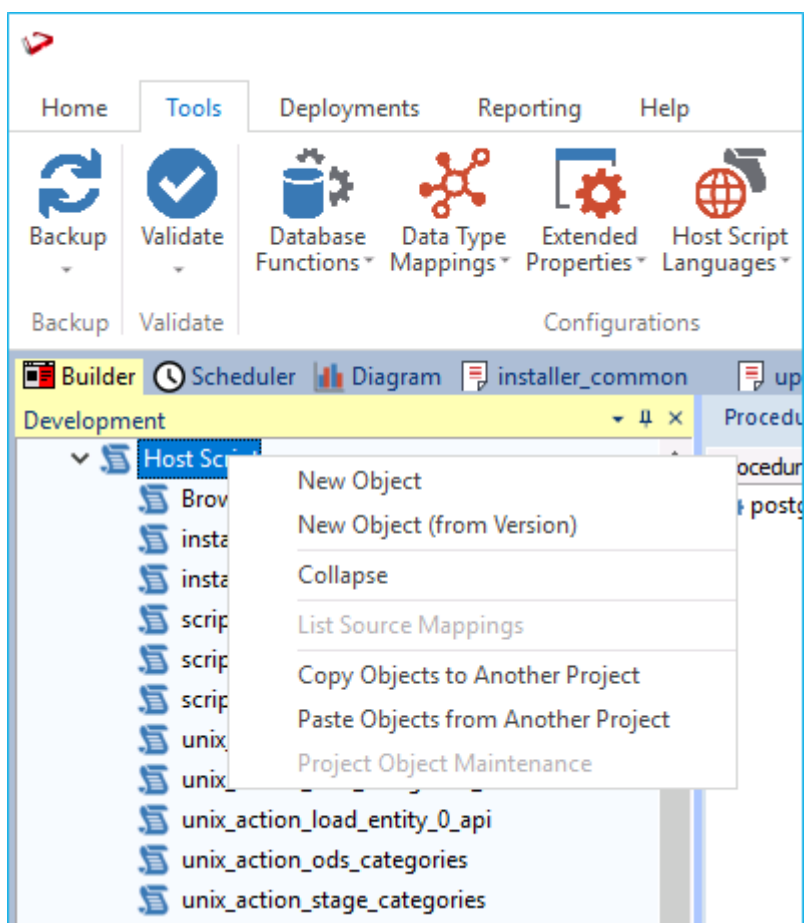 Home Tools Deployments Reporting Help
Backup Validate Database Functions Data Type Mappings Extended Properties Host Script Languages
Backup Validate Configurations
Builder Scheduler Diagram installer_common
Development
Host
New Object
New Object (from Version)
Collapse
List Source Mappings
Copy Objects to Another Project
Paste Objects from Another Project
Project Object Maintenance
unix_action_load_entity_0_api
unix_action_ods_categories
unix_action_stage_categories